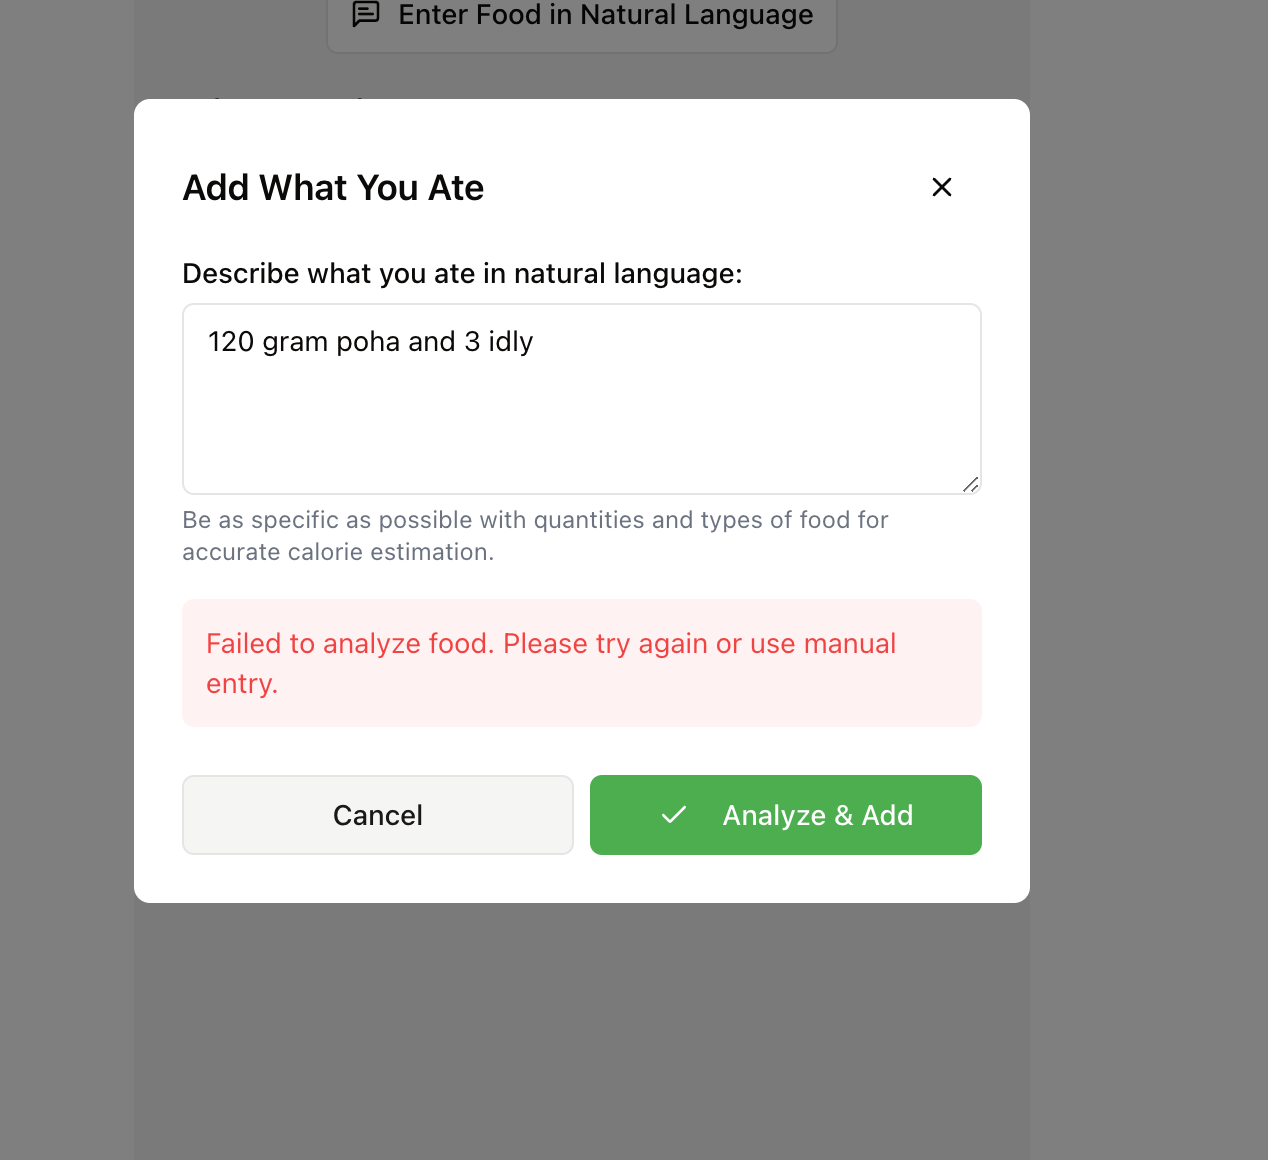 Enter Food in Natural Language
Add What You Ate
Describe what you ate in natural language:
120 gram poha and 3 idly
Be as specific as possible with quantities and types of food for
accurate calorie estimation.
Failed to analyze food. Please try again or use manual
entry.
Cancel
Analyze & Add